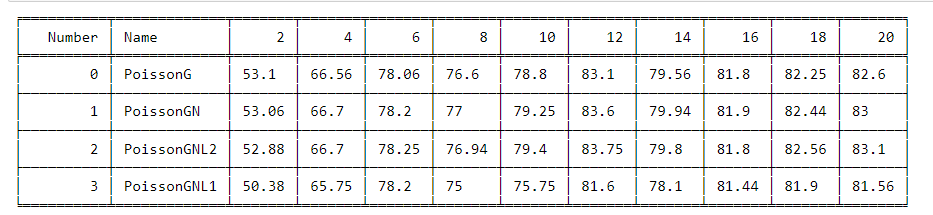 Number Name 2 4 6 8 10 12 14 16 18 20
0 PoissonG 53.1 66.56 78.06 76.6 78.8 83.1 79.56 81.8 82.25 82.6
1 PoissonGN 53.06 66.7 78.2 77 79.25 83.6 79.94 81.9 82.44 83
2 PoissonGNL2 52.88 66.7 78.25 76.94 79.4 83.75 79.8 81.8 82.56 83.1
3 PoissonGNL1 50.38 65.75 78.2 75 75.75 81.6 78.1 81.44 81.9 81.56